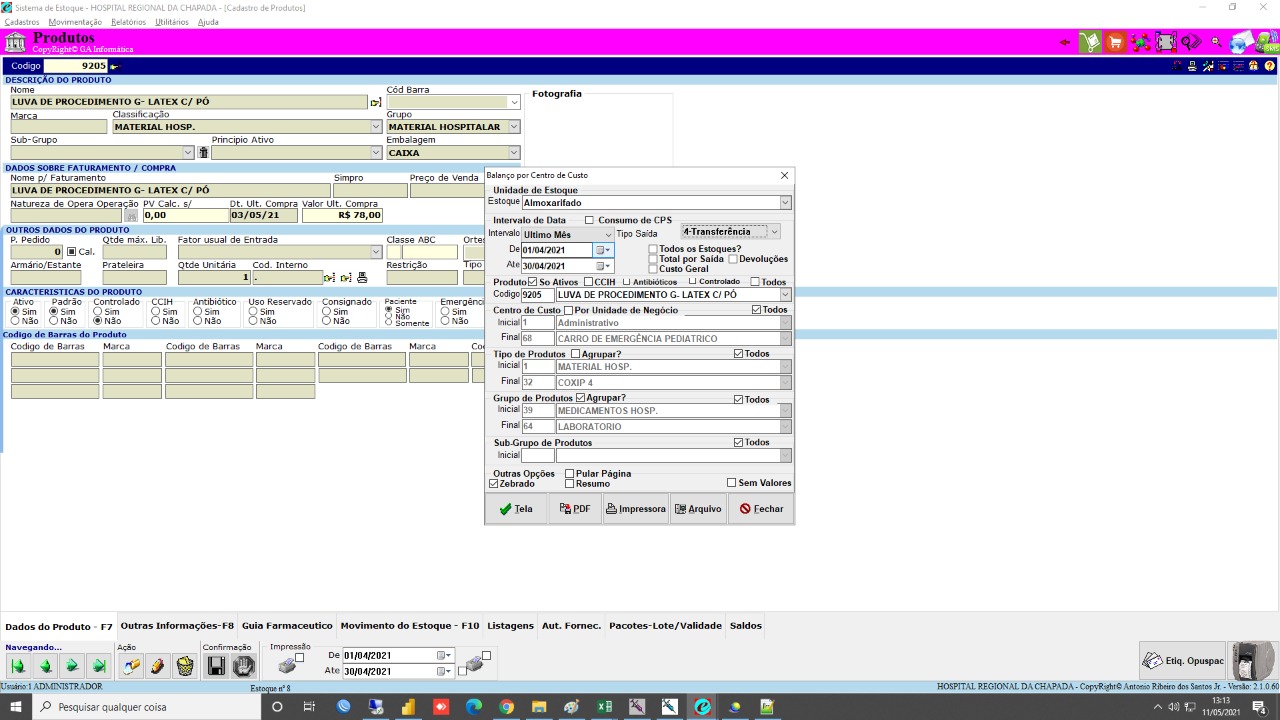 Sistema de Estoque - HOSPITAL REGIONAL DA CHAPADA - [Cadastro de Produtos]
Cadastros Movimentação Relatórios Utilitários Ajuda
Produtos
CopyRight© GA Informática
Codigo 9205
DESCRIÇÃO DO PRODUTO
Nome Cód Barra Fotografia
LUVA DE PROCEDIMENTO G- LATEX C/ PÓ
Marca Classificação Grupo
MATERIAL HOSP. MATERIAL HOSPITALAR
Sub-Grupo Principio Ativo Embalagem
CAIXA
DADOS SOBRE FATURAMENTO / COMPRA
Nome p/ Faturamento Simpro Preço de Venda
LUVA DE PROCEDIMENTO G- LATEX C/ PÓ
Natureza de Opera Operação PV Calc. s/ Dt. Ult. Compra Valor Ult. Compra
0,00 03/05/21 R$ 78,00
OUTROS DADOS DO PRODUTO
P. Pedido Qtde máx. Lib. Fator usual de Entrada Classe ABC Ortes
0 Cal.
Armário/Estante Prateleira Qtde Unitária Cod. Interno Restrição Tipo
1 .
CARACTERISTICAS DO PRODUTO
Ativo Padrão Controlado CCIH Antibiótico Uso Reservado Consignado Paciente Emergênci
Sim Sim Sim Sim Sim Sim Sim Sim Sim
Não Não Não Não Não Não Não Não Não
Somente
Codigo de Barras do Produto
Codigo de Barras Marca Codigo de Barras Marca Codigo de Barras Marca Co
Balanço por Centro de Custo
Unidade de Estoque
Estoque Almoxarifado
Intervalo de Data Consumo de CPS
Intervalo Ultimo Mês Tipo Saída 4-Transferência
De 01/04/2021 Todos os Estoques?
Total por Saída Devoluções
Ate 30/04/2021 Custo Geral
Produto So Ativos CCIH Antibióticos Controlado Todos
Codigo 9205 LUVA DE PROCEDIMENTO G- LATEX C/ PÓ
Centro de Custo Por Unidade de Negócio Todos
Inicial 1 Administrativo
Final 68 CARRO DE EMERGÊNCIA PEDIATRICO
Tipo de Produtos Agrupar? Todos
Inicial 1 MATERIAL HOSP.
Final 32 COXIP 4
Grupo de Produtos Agrupar? Todos
Inicial 39 MEDICAMENTOS HOSP.
Final 64 LABORATORIO
Sub-Grupo de Produtos Todos
Inicial
Outras Opções Pular Página
Zebrado Resumo Sem Valores
Tela PDF Impressora Arquivo Fechar
Dados do Produto - F7 Outras Informações-F8 Guia Farmaceutico Movimento do Estoque - F10 Listagens Aut. Fornec. Pacotes-Lote/Validade Saldos
Navegando... Ação Confirmação Impressão
De 01/04/2021
Ate 30/04/2021
Etiq. Opuspac
Usuário:1 ADMINISTRADOR Estoque nº 8 HOSPITAL REGIONAL DA CHAPADA - CopyRight© Antonio Ribeiro dos Santos Jr. - Versão: 2.1.0.60
Pesquisar qualquer coisa
13:13
11/05/2021